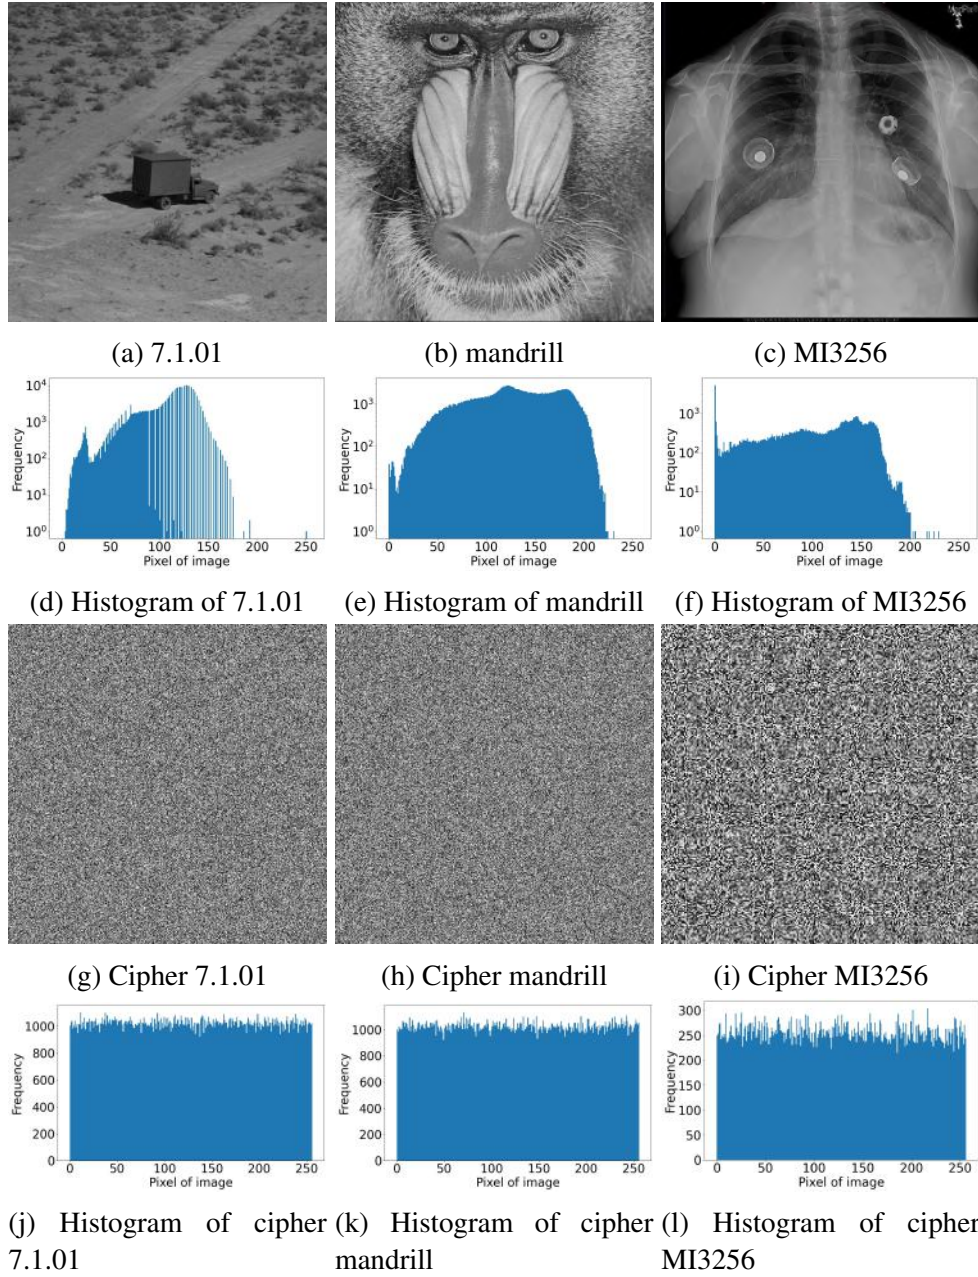 (a) 7.1.01 (b) mandrill (c) MI3256
10⁴
10³
10²
10¹
10⁰
Frequency
0 50 100 150 200 250
Pixel of image
10³
10²
10¹
10⁰
Frequency
0 50 100 150 200 250
Pixel of image
10³
10²
10¹
10⁰
Frequency
0 50 100 150 200 250
Pixel of image
(d) Histogram of 7.1.01 (e) Histogram of mandrill (f) Histogram of MI3256
(g) Cipher 7.1.01 (h) Cipher mandrill (i) Cipher MI3256
1000
800
600
400
200
0
Frequency
0 50 100 150 200 250
Pixel of image
1000
800
600
400
200
0
Frequency
0 50 100 150 200 250
Pixel of image
300
250
200
150
100
50
0
Frequency
0 50 100 150 200 250
Pixel of image
(j) Histogram of cipher (k) Histogram of cipher (l) Histogram of cipher
7.1.01 mandrill MI3256